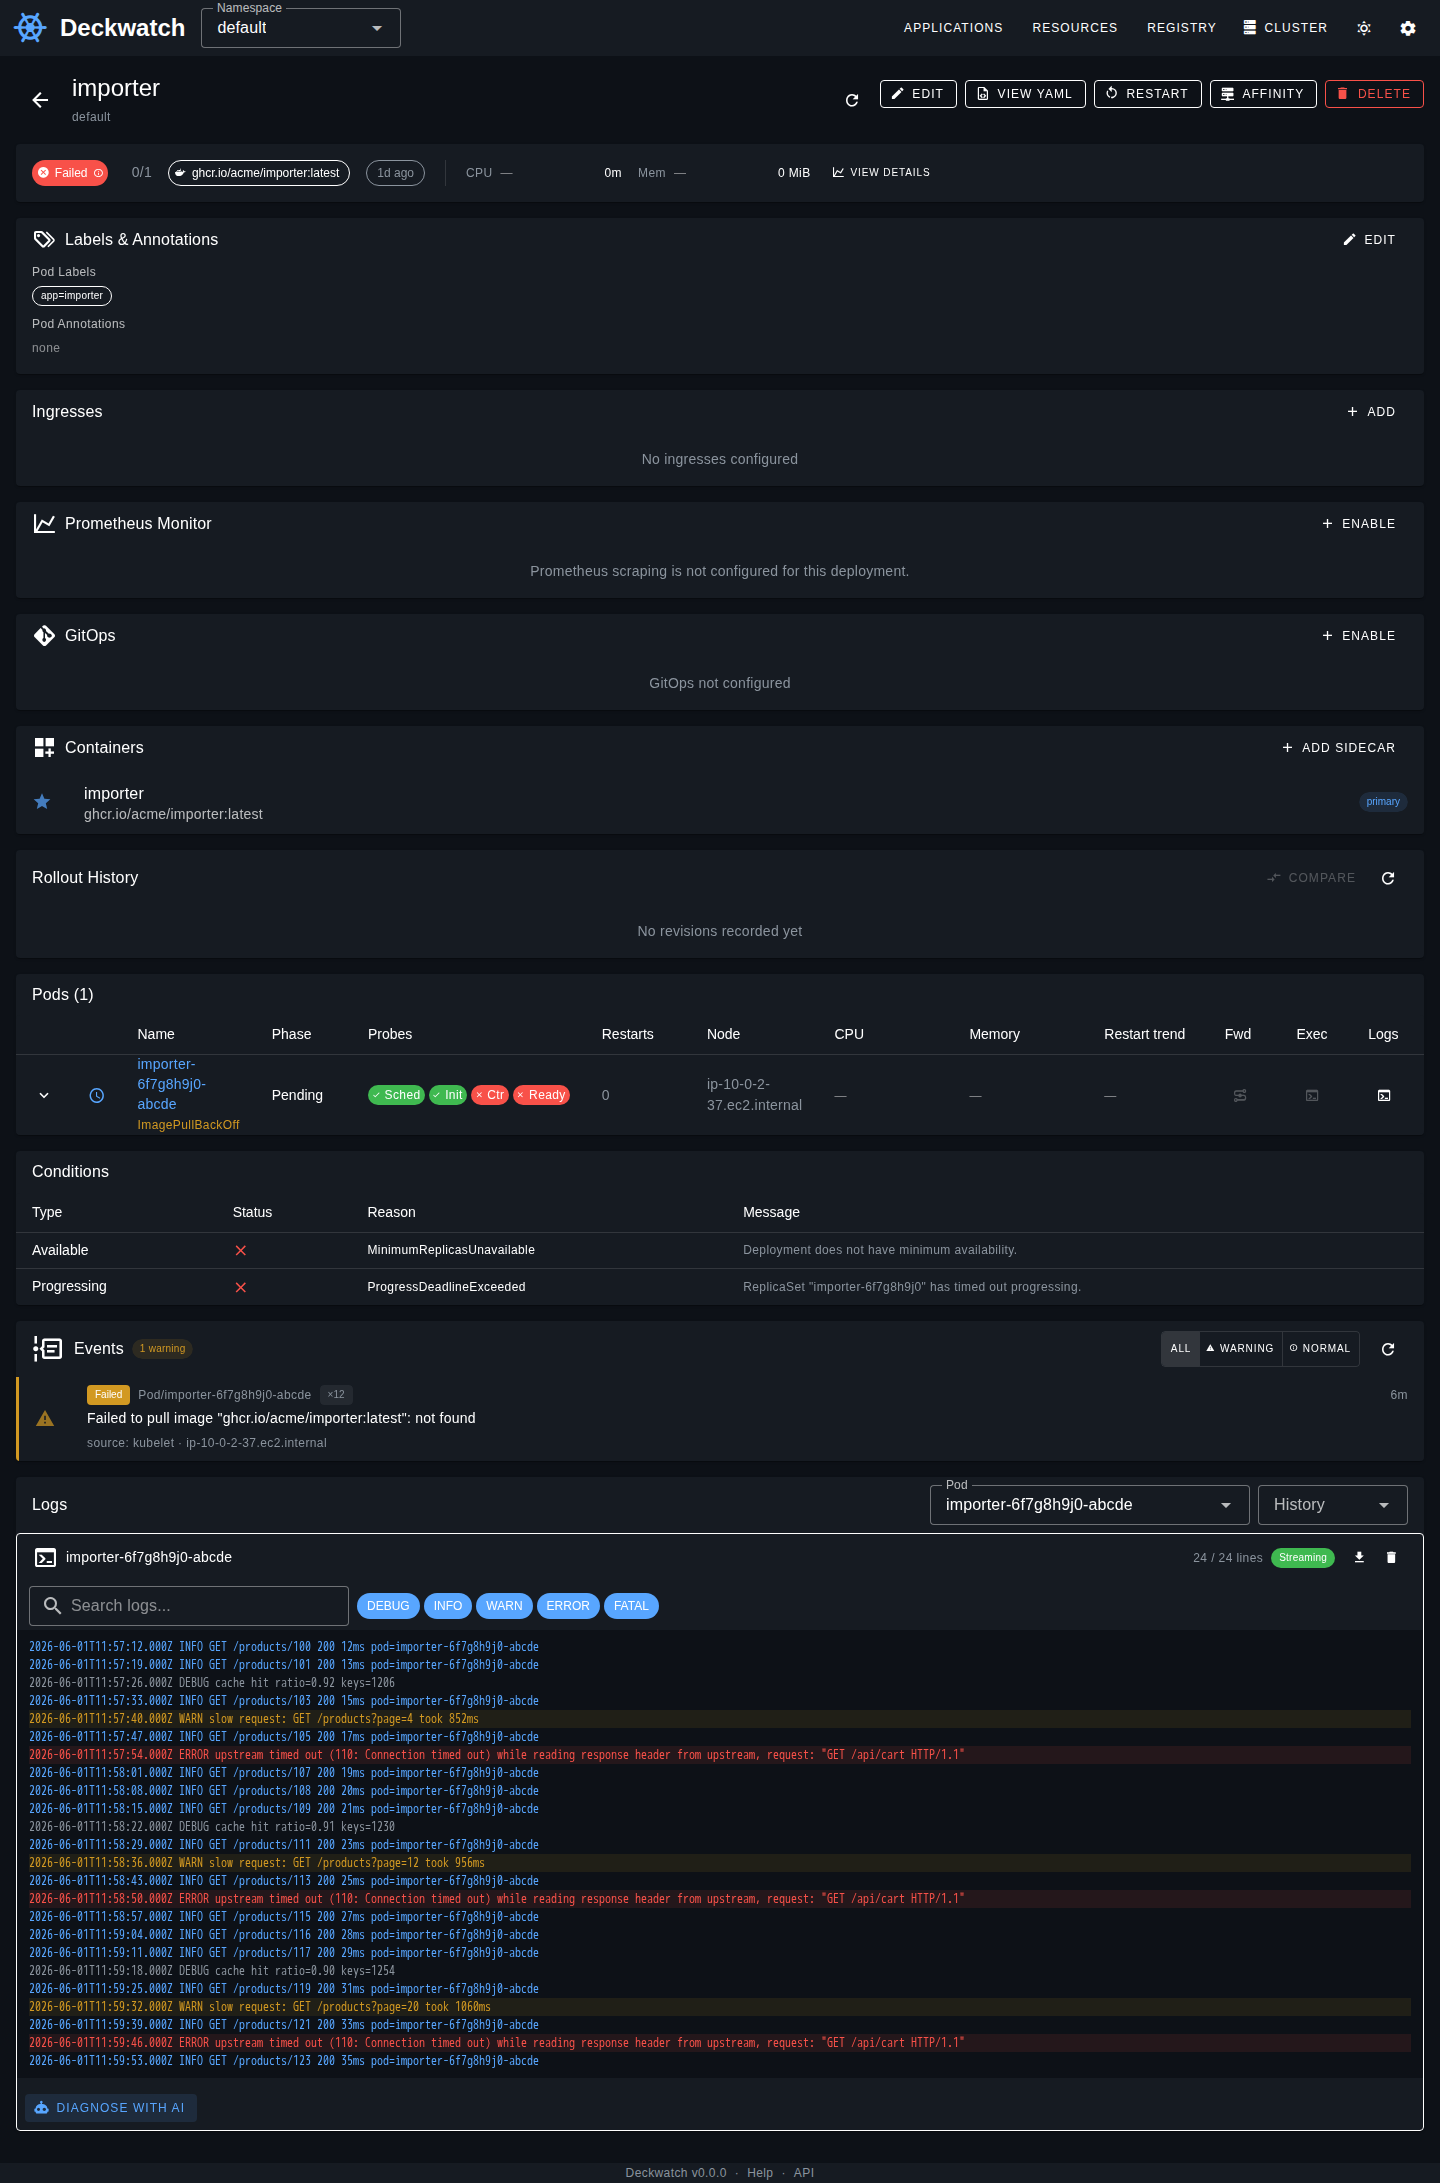 Deckwatch
Namespace
default
APPLICATIONS RESOURCES REGISTRY CLUSTER
importer
default
EDIT VIEW YAML RESTART AFFINITY DELETE
Failed 0/1 ghcr.io/acme/importer:latest 1d ago CPU — 0m Mem — 0 MiB VIEW DETAILS
Labels & Annotations EDIT
Pod Labels
app=importer
Pod Annotations
none
Ingresses ADD
No ingresses configured
Prometheus Monitor ENABLE
Prometheus scraping is not configured for this deployment.
GitOps ENABLE
GitOps not configured
Containers ADD SIDECAR
importer
ghcr.io/acme/importer:latest
primary
Rollout History COMPARE
No revisions recorded yet
Pods (1)
Name Phase Probes Restarts Node CPU Memory Restart trend Fwd Exec Logs
importer-
6f7g8h9j0-
abcde
ImagePullBackOff
Pending Sched Init Ctr Ready 0
ip-10-0-2-
37.ec2.internal
— — —
Conditions
Type Status Reason Message
Available MinimumReplicasUnavailable Deployment does not have minimum availability.
Progressing ProgressDeadlineExceeded ReplicaSet "importer-6f7g8h9j0" has timed out progressing.
Events 1 warning ALL WARNING NORMAL
Failed Pod/importer-6f7g8h9j0-abcde ×12 6m
Failed to pull image "ghcr.io/acme/importer:latest": not found
source: kubelet · ip-10-0-2-37.ec2.internal
Logs
Pod
importer-6f7g8h9j0-abcde History
importer-6f7g8h9j0-abcde 24 / 24 lines Streaming
Search logs... DEBUG INFO WARN ERROR FATAL
2026-06-01T11:57:12.000Z INFO GET /products/100 200 12ms pod=importer-6f7g8h9j0-abcde
2026-06-01T11:57:19.000Z INFO GET /products/101 200 13ms pod=importer-6f7g8h9j0-abcde
2026-06-01T11:57:26.000Z DEBUG cache hit ratio=0.92 keys=1206
2026-06-01T11:57:33.000Z INFO GET /products/103 200 15ms pod=importer-6f7g8h9j0-abcde
2026-06-01T11:57:40.000Z WARN slow request: GET /products?page=4 took 852ms
2026-06-01T11:57:47.000Z INFO GET /products/105 200 17ms pod=importer-6f7g8h9j0-abcde
2026-06-01T11:57:54.000Z ERROR upstream timed out (110: Connection timed out) while reading response header from upstream, request: "GET /api/cart HTTP/1.1"
2026-06-01T11:58:01.000Z INFO GET /products/107 200 19ms pod=importer-6f7g8h9j0-abcde
2026-06-01T11:58:08.000Z INFO GET /products/108 200 20ms pod=importer-6f7g8h9j0-abcde
2026-06-01T11:58:15.000Z INFO GET /products/109 200 21ms pod=importer-6f7g8h9j0-abcde
2026-06-01T11:58:22.000Z DEBUG cache hit ratio=0.91 keys=1230
2026-06-01T11:58:29.000Z INFO GET /products/111 200 23ms pod=importer-6f7g8h9j0-abcde
2026-06-01T11:58:36.000Z WARN slow request: GET /products?page=12 took 956ms
2026-06-01T11:58:43.000Z INFO GET /products/113 200 25ms pod=importer-6f7g8h9j0-abcde
2026-06-01T11:58:50.000Z ERROR upstream timed out (110: Connection timed out) while reading response header from upstream, request: "GET /api/cart HTTP/1.1"
2026-06-01T11:58:57.000Z INFO GET /products/115 200 27ms pod=importer-6f7g8h9j0-abcde
2026-06-01T11:59:04.000Z INFO GET /products/116 200 28ms pod=importer-6f7g8h9j0-abcde
2026-06-01T11:59:11.000Z INFO GET /products/117 200 29ms pod=importer-6f7g8h9j0-abcde
2026-06-01T11:59:18.000Z DEBUG cache hit ratio=0.90 keys=1254
2026-06-01T11:59:25.000Z INFO GET /products/119 200 31ms pod=importer-6f7g8h9j0-abcde
2026-06-01T11:59:32.000Z WARN slow request: GET /products?page=20 took 1060ms
2026-06-01T11:59:39.000Z INFO GET /products/121 200 33ms pod=importer-6f7g8h9j0-abcde
2026-06-01T11:59:46.000Z ERROR upstream timed out (110: Connection timed out) while reading response header from upstream, request: "GET /api/cart HTTP/1.1"
2026-06-01T11:59:53.000Z INFO GET /products/123 200 35ms pod=importer-6f7g8h9j0-abcde
DIAGNOSE WITH AI
Deckwatch v0.0.0 · Help · API